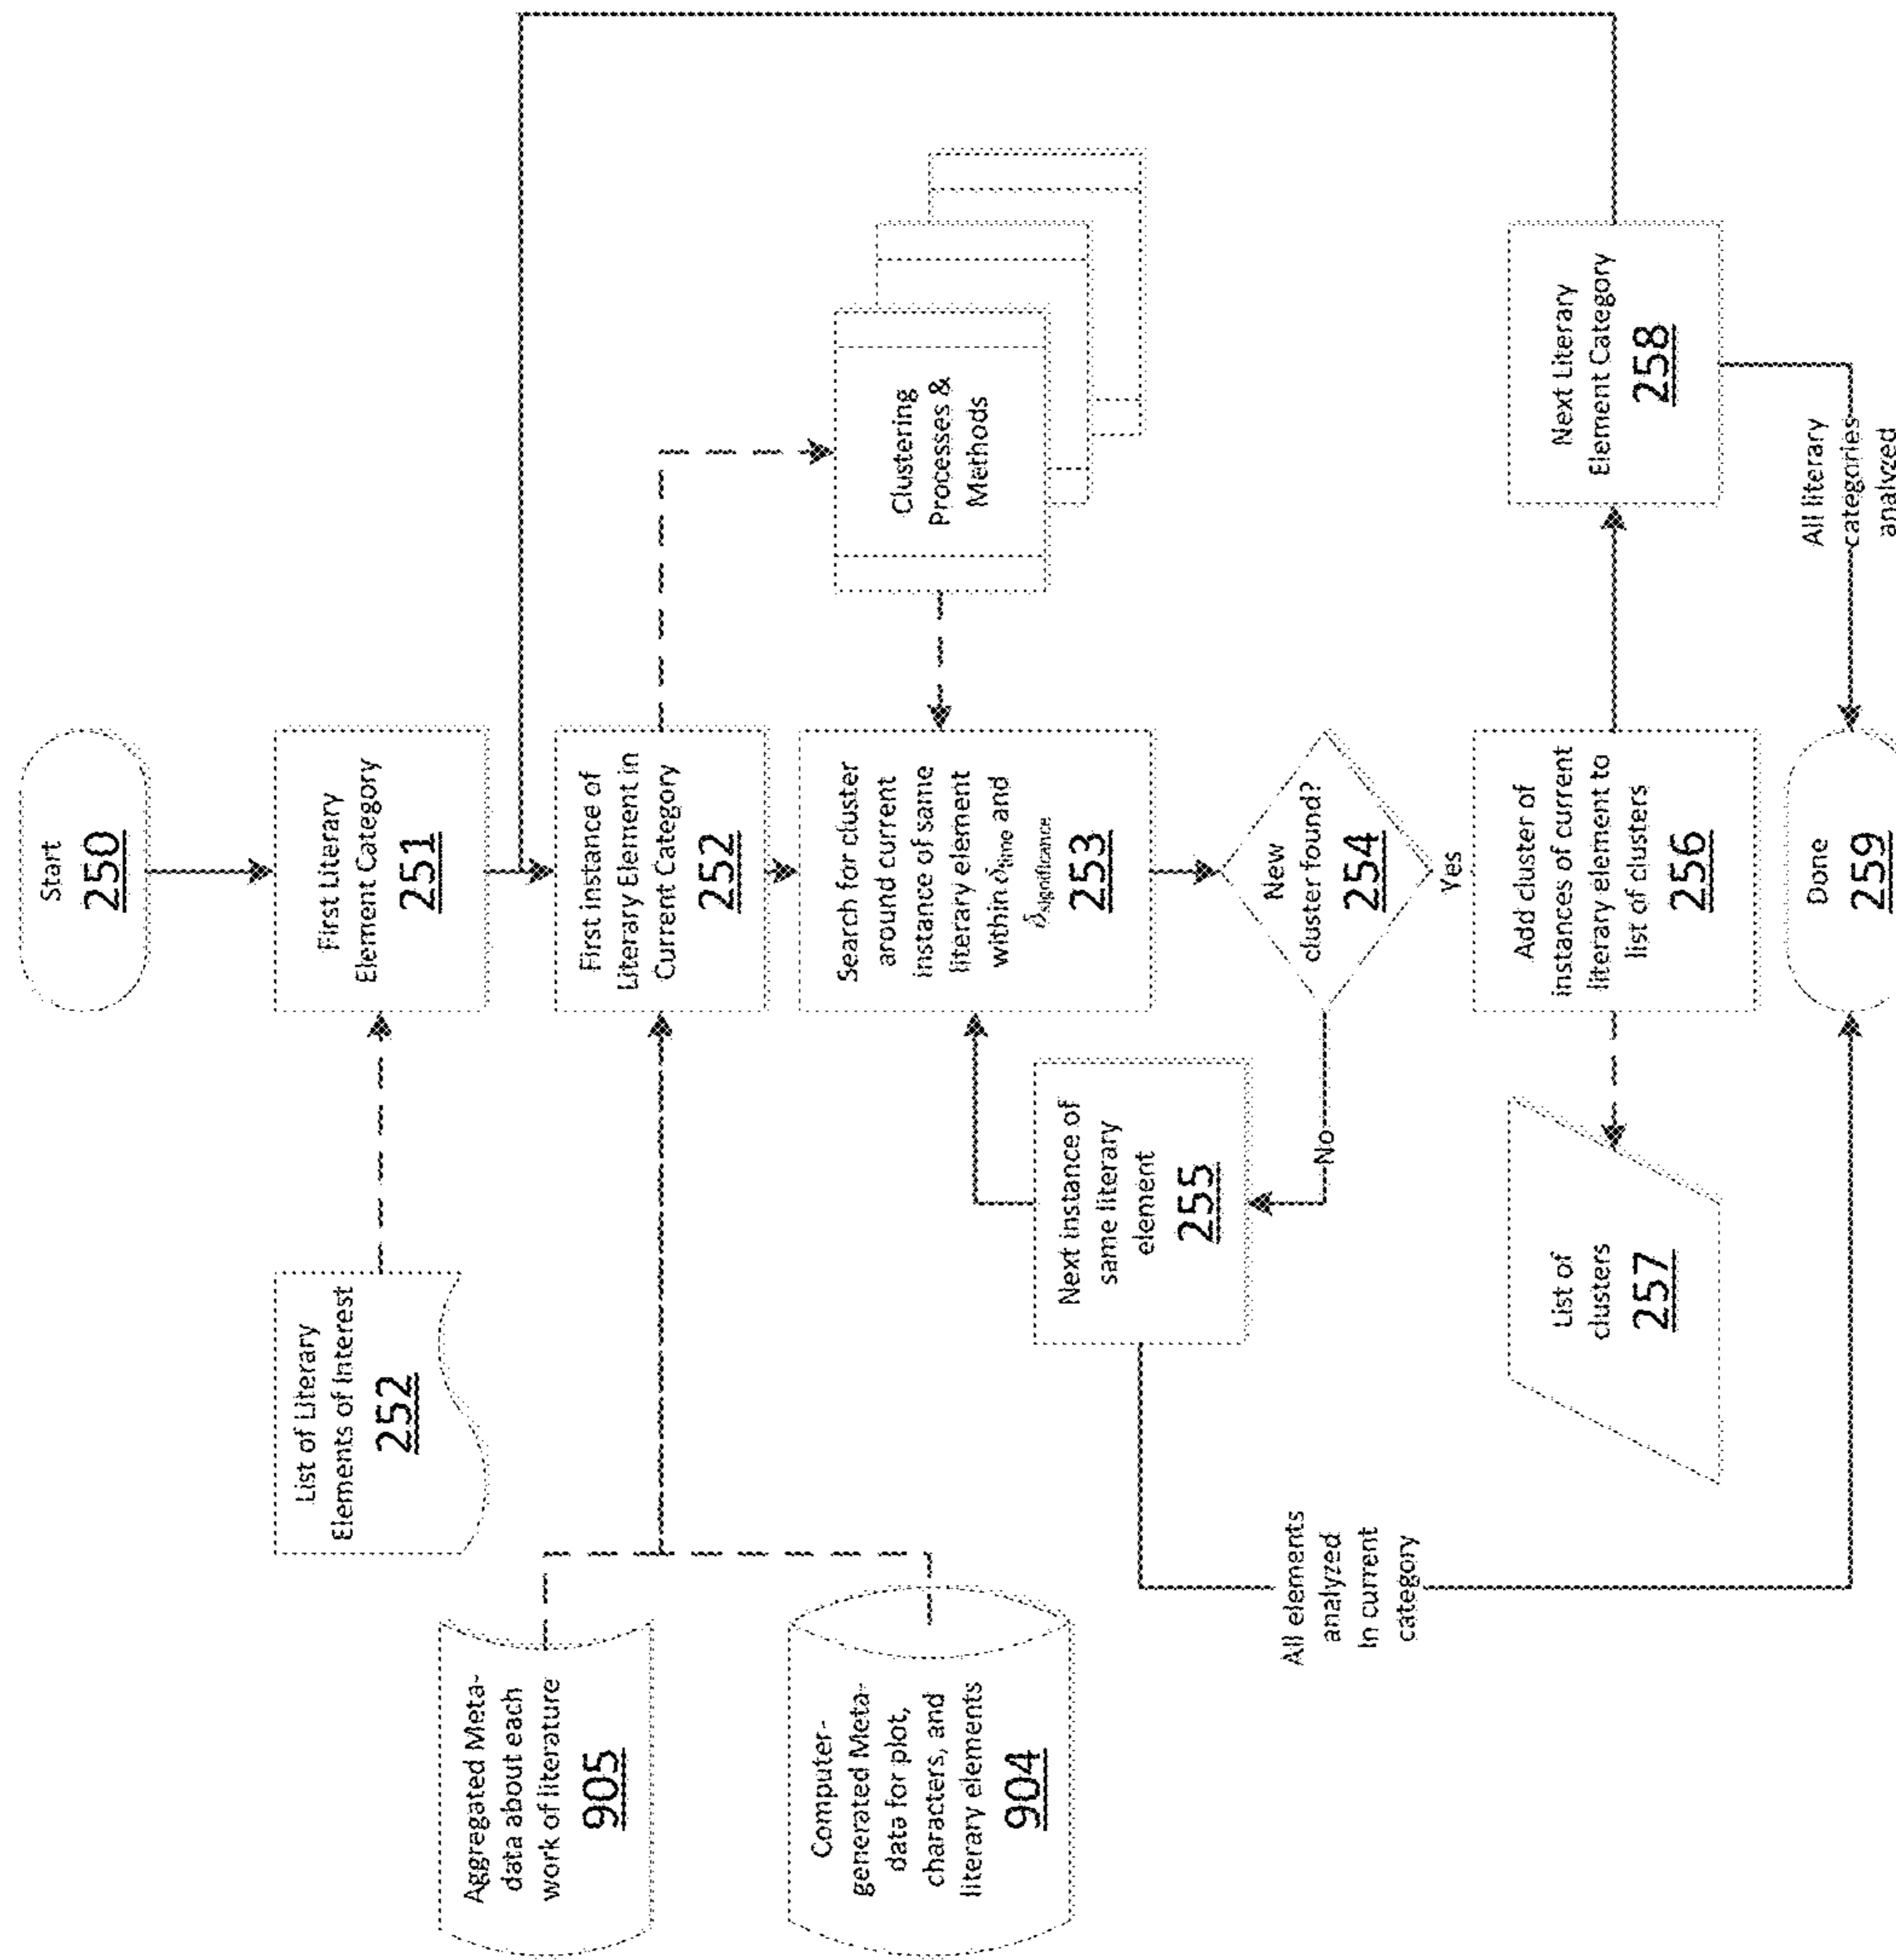 Start
250
First Literary
Element Category
251
List of Literary
Elements of Interest
252
First Instance of
Literary Element in
Current Category
252
Aggregated Meta-
data about each
work of literature
905
Computer-
generated Meta-
data for plot,
characters, and
literary elements
904
Clustering
Processes &
Methods
Search for cluster
around current
instance of same
literary element
within δtime and
δsignificance
253
Next instance of
same literary
element
255
New
cluster found?
254
No
Yes
All elements
analyzed
In current
category
List of
clusters
257
Add cluster of
instances of current
literary element to
list of clusters
256
Next Literary
Element Category
258
All literary
categories
analyzed
Done
259